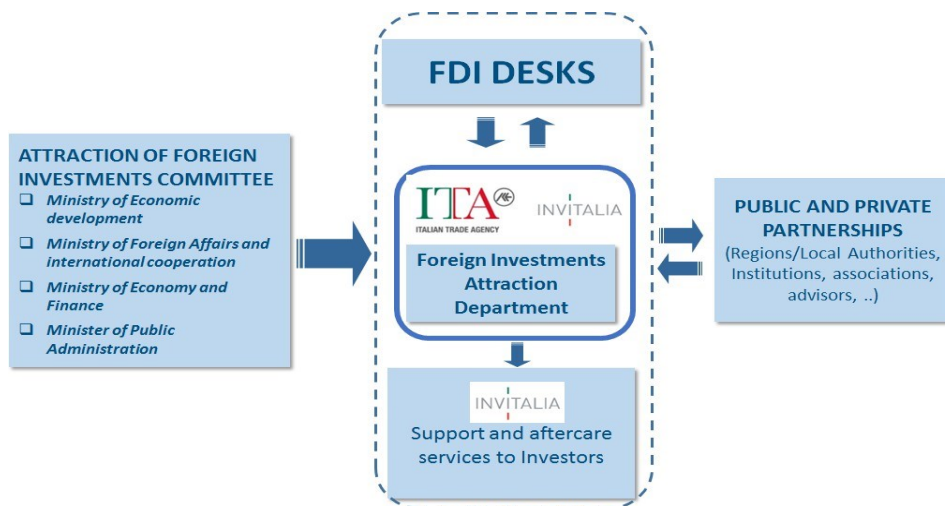 FDI DESKS
ATTRACTION OF FOREIGN
INVESTMENTS COMMITTEE
Ministry of Economic
development
Ministry of Foreign Affairs and
international cooperation
Ministry of Economy and
Finance
Minister of Public
Administration
ITA
ITALIAN TRADE AGENCY
INVITALIA
Foreign Investments
Attraction
Department
PUBLIC AND PRIVATE
PARTNERSHIPS
(Regions/Local Authorities,
Institutions, associations,
advisors, ..)
INVITALIA
Support and aftercare
services to Investors